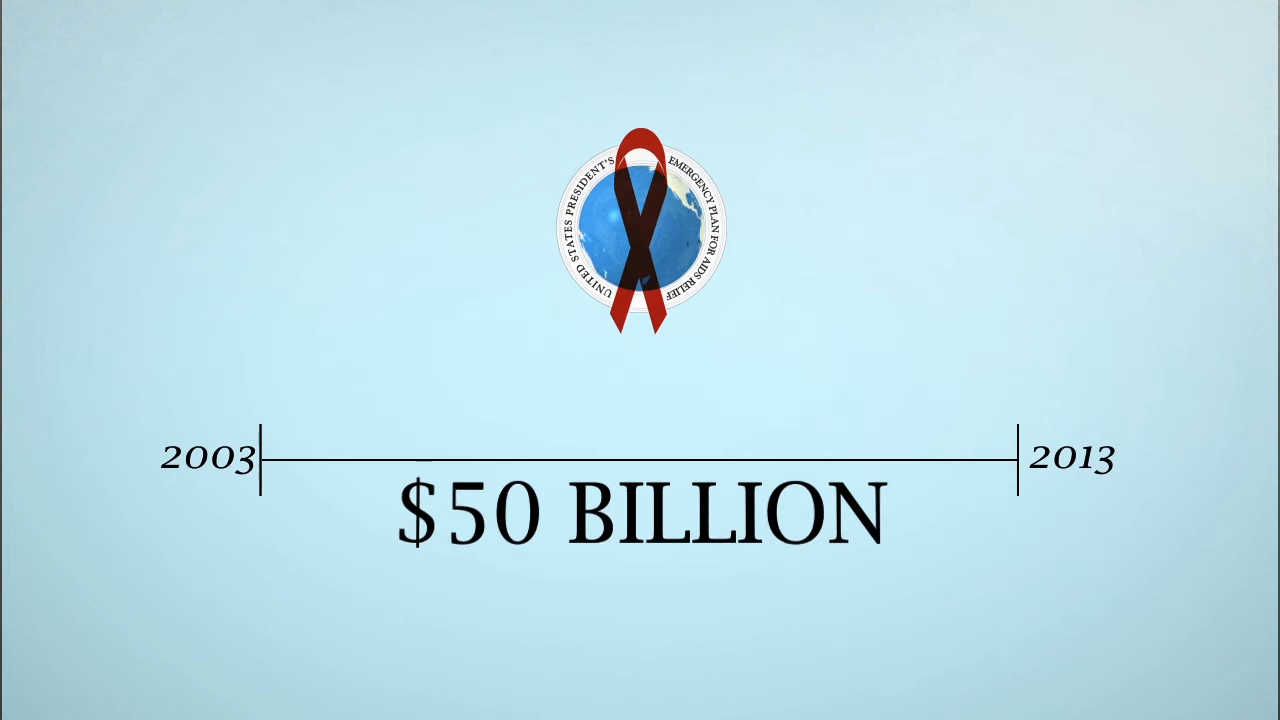 UNITED STATES PRESIDENT'S
EMERGENCY PLAN FOR AIDS RELIEF
2003
2013
$50 BILLION